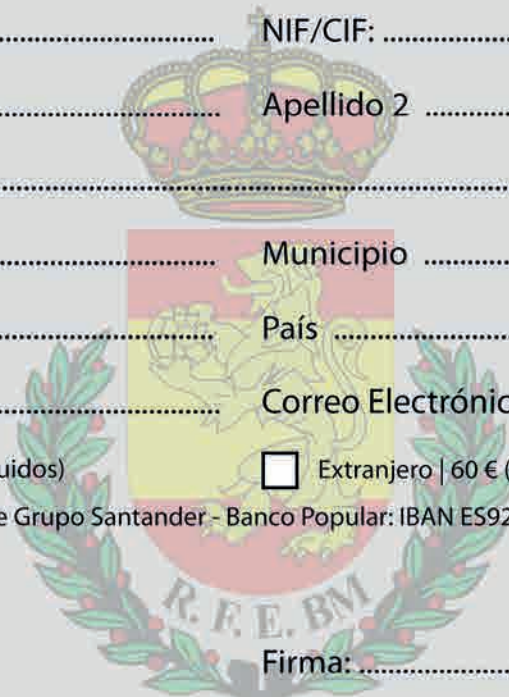 .......................... NIF/CIF: ..................
.......................... Apellido 2 ..............
..........................................................
.......................... Municipio ..............
.......................... País ..........................
.......................... Correo Electrónic
uidos) Extranjero | 60 € (
e Grupo Santander - Banco Popular: IBAN ES92
R. F. E. BM
Firma: ..........................